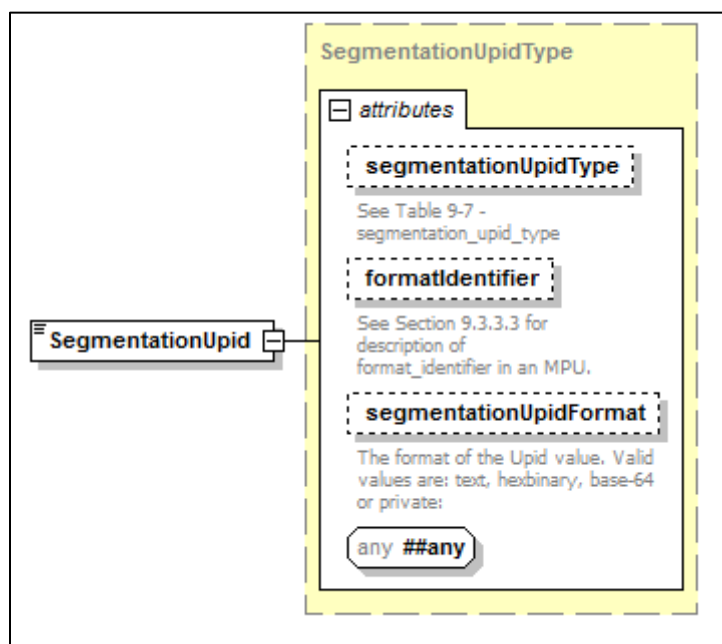 SegmentationUpidType
attributes
segmentationUpidType
See Table 9-7 -
segmentation_upid_type
formatIdentifier
See Section 9.3.3.3 for
description of
format_identifier in an MPU.
SegmentationUpid
segmentationUpidFormat
The format of the Upid value. Valid
values are: text, hexbinary, base-64
or private:
any ##any